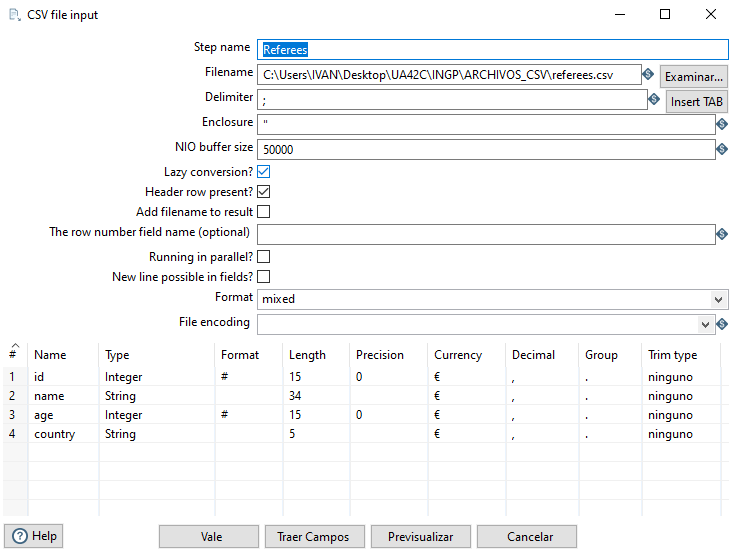 CSV file input
Step name Referees
Filename C:\Users\IVAN\Desktop\UA42C\INGP\ARCHIVOS_CSV\referees.csv Examinar...
Delimiter ; Insert TAB
Enclosure "
NIO buffer size 50000
Lazy conversion?
Header row present?
Add filename to result
The row number field name (optional)
Running in parallel?
New line possible in fields?
Format mixed
File encoding
# Name Type Format Length Precision Currency Decimal Group Trim type
1 id Integer # 15 0 € , . ninguno
2 name String 34 € , . ninguno
3 age Integer # 15 0 € , . ninguno
4 country String 5 € , . ninguno
Help Vale Traer Campos Previsualizar Cancelar